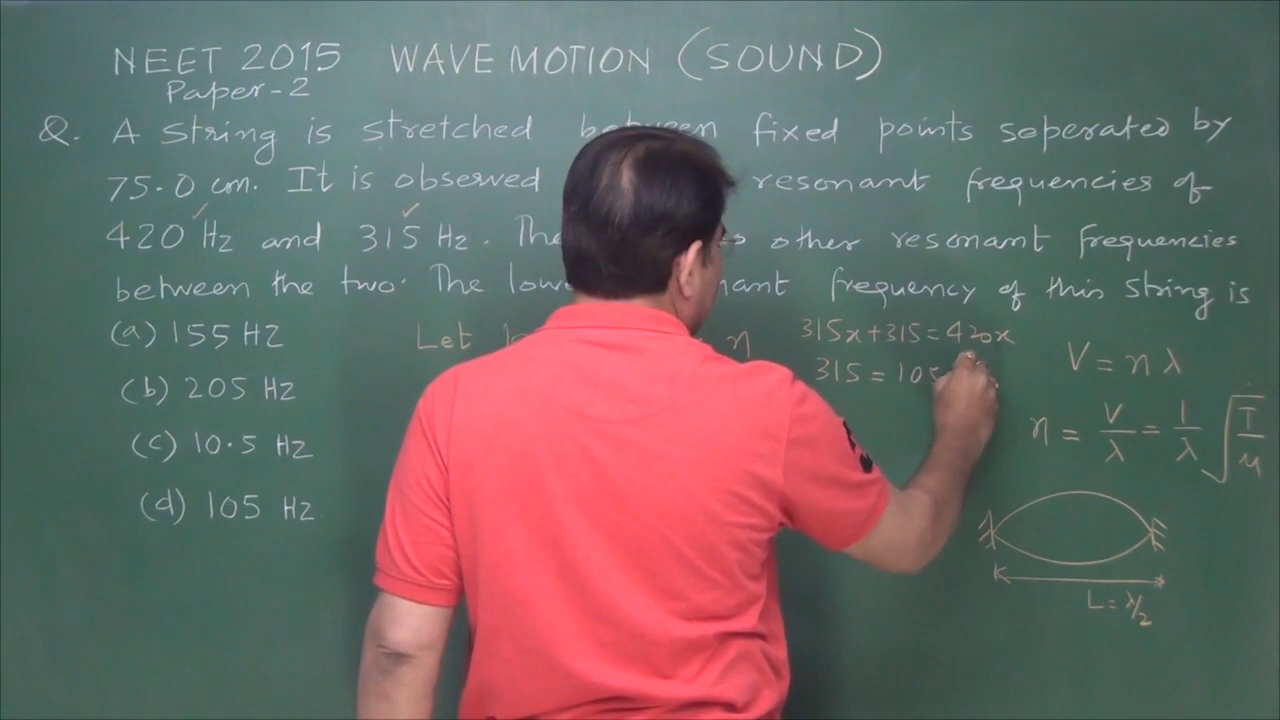 NEET 2015 WAVE MOTION (SOUND)
Paper-2
Q. A string is stretched between fixed points seperated by
75.0 cm. It is observed resonant frequencies of
420 Hz and 315 Hz. other resonant frequencies
between the two. The frequency of this string is
(a) 155 HZ
(b) 205 HZ
(c) 10.5 HZ
(d) 105 HZ
Let n
315x+315=420x
315 = 105
V = n λ
n = V/λ = 1/λ √T/μ
L = λ/2